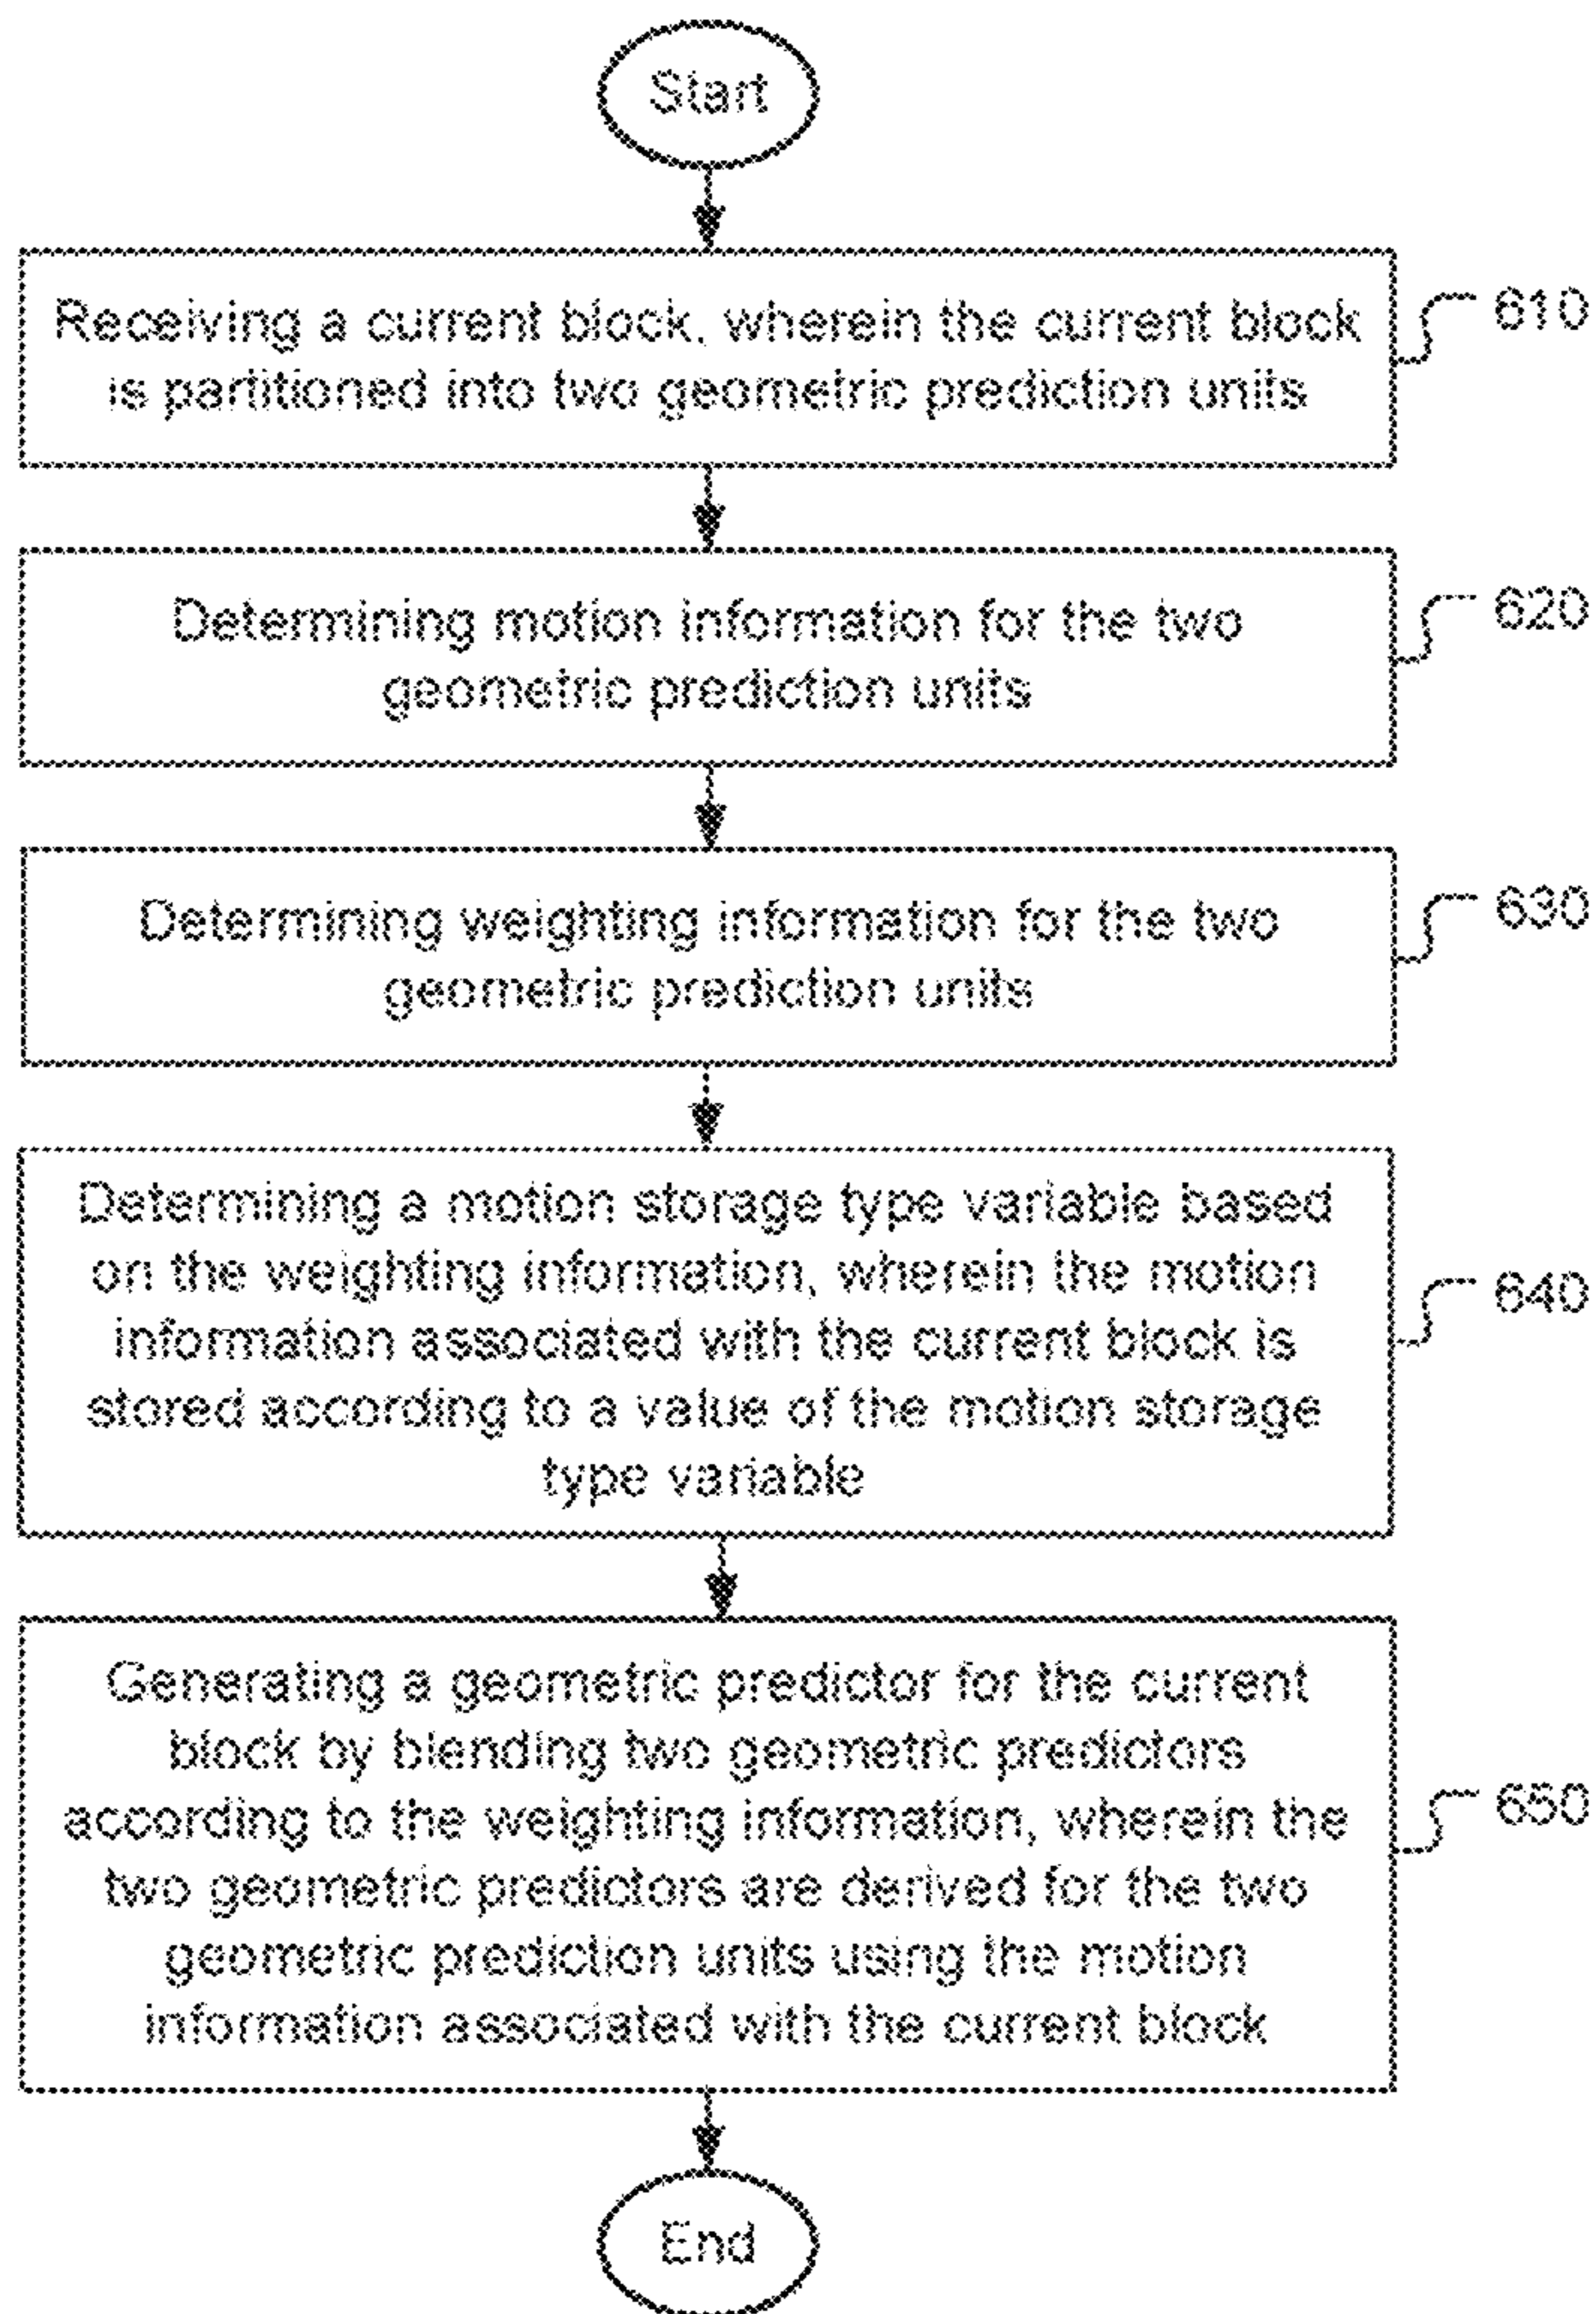 Start
Receiving a current block, wherein the current block
is partitioned into two geometric prediction units
610
Determining motion information for the two
geometric prediction units
620
Determining weighting information for the two
geometric prediction units
630
Determining a motion storage type variable based
on the weighting information, wherein the motion
information associated with the current block is
stored according to a value of the motion storage
type variable
640
Generating a geometric predictor for the current
block by blending two geometric predictors
according to the weighting information, wherein the
two geometric predictors are derived for the two
geometric prediction units using the motion
information associated with the current block
650
End